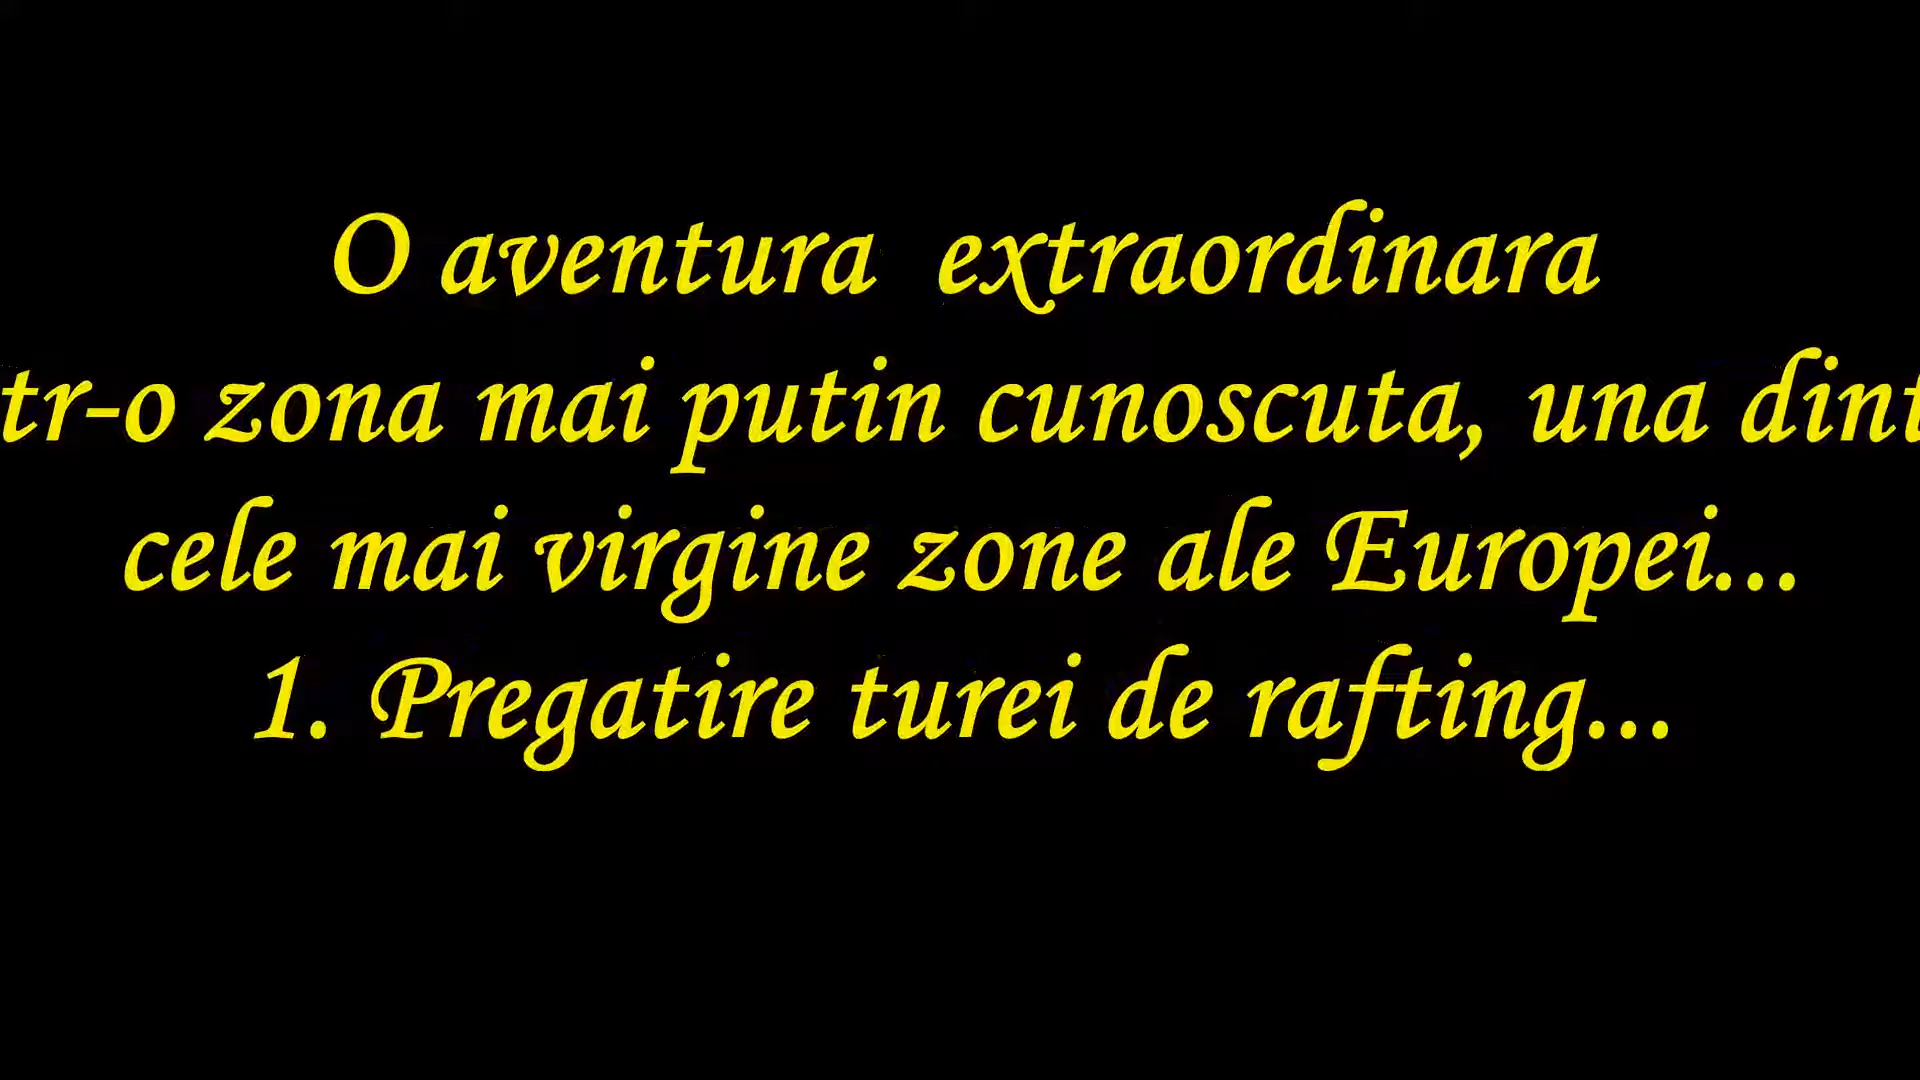 O aventura extraordinara
tr-o zona mai putin cunoscuta, una dint
cele mai virgine zone ale Europei...
1. Pregatire turei de rafting...